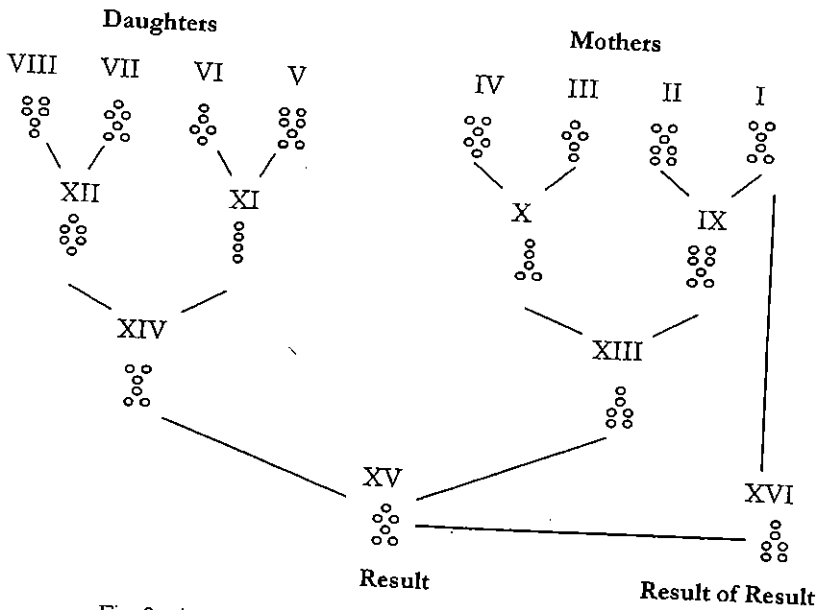 Daughters
Mothers
VIII VII VI V
IV III II I
XII XI
X IX
XIV
XIII
XV
XVI
Result
Result of Result